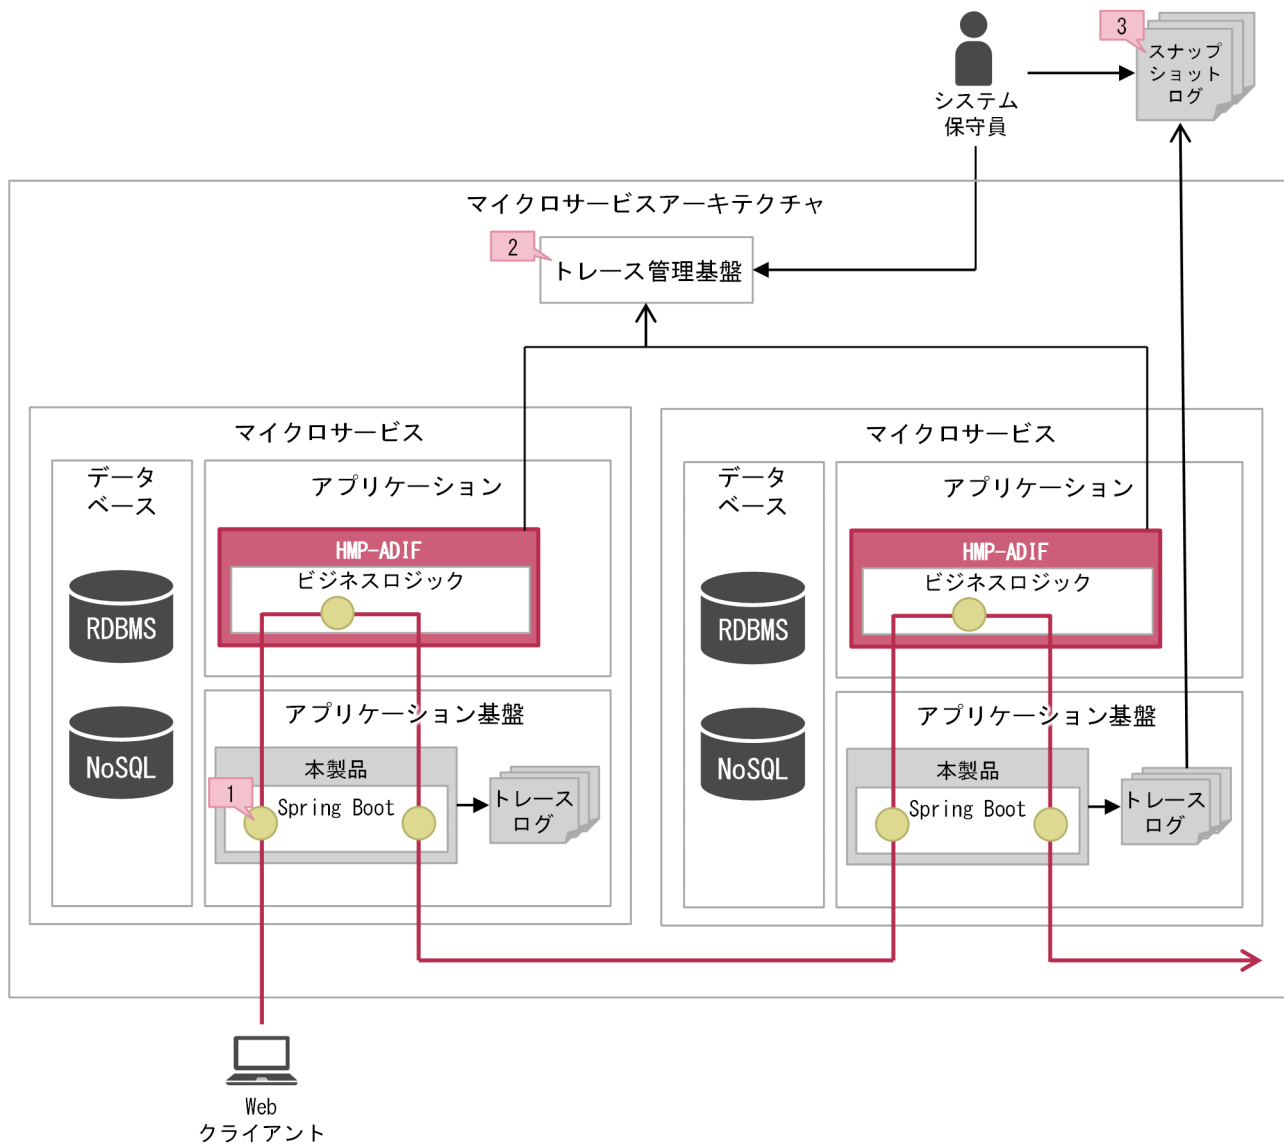 3
スナップ
ショット
ログ
システム
保守員
マイクロサービスアーキテクチャ
2
トレース管理基盤
マイクロサービス
データ
ベース
アプリケーション
HMP-ADIF
ビジネスロジック
RDBMS
アプリケーション基盤
NoSQL
本製品
1
Spring Boot
トレース
ログ
マイクロサービス
データ
ベース
アプリケーション
HMP-ADIF
ビジネスロジック
RDBMS
アプリケーション基盤
NoSQL
本製品
Spring Boot
トレース
ログ
Web
クライアント